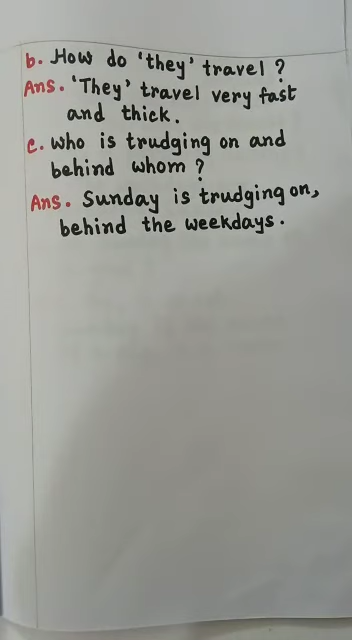 b. How do 'they' travel ?
Ans. 'They' travel very fast
and thick.
c. Who is trudging on and
behind whom ?
Ans. Sunday is trudging on,
behind the weekdays.